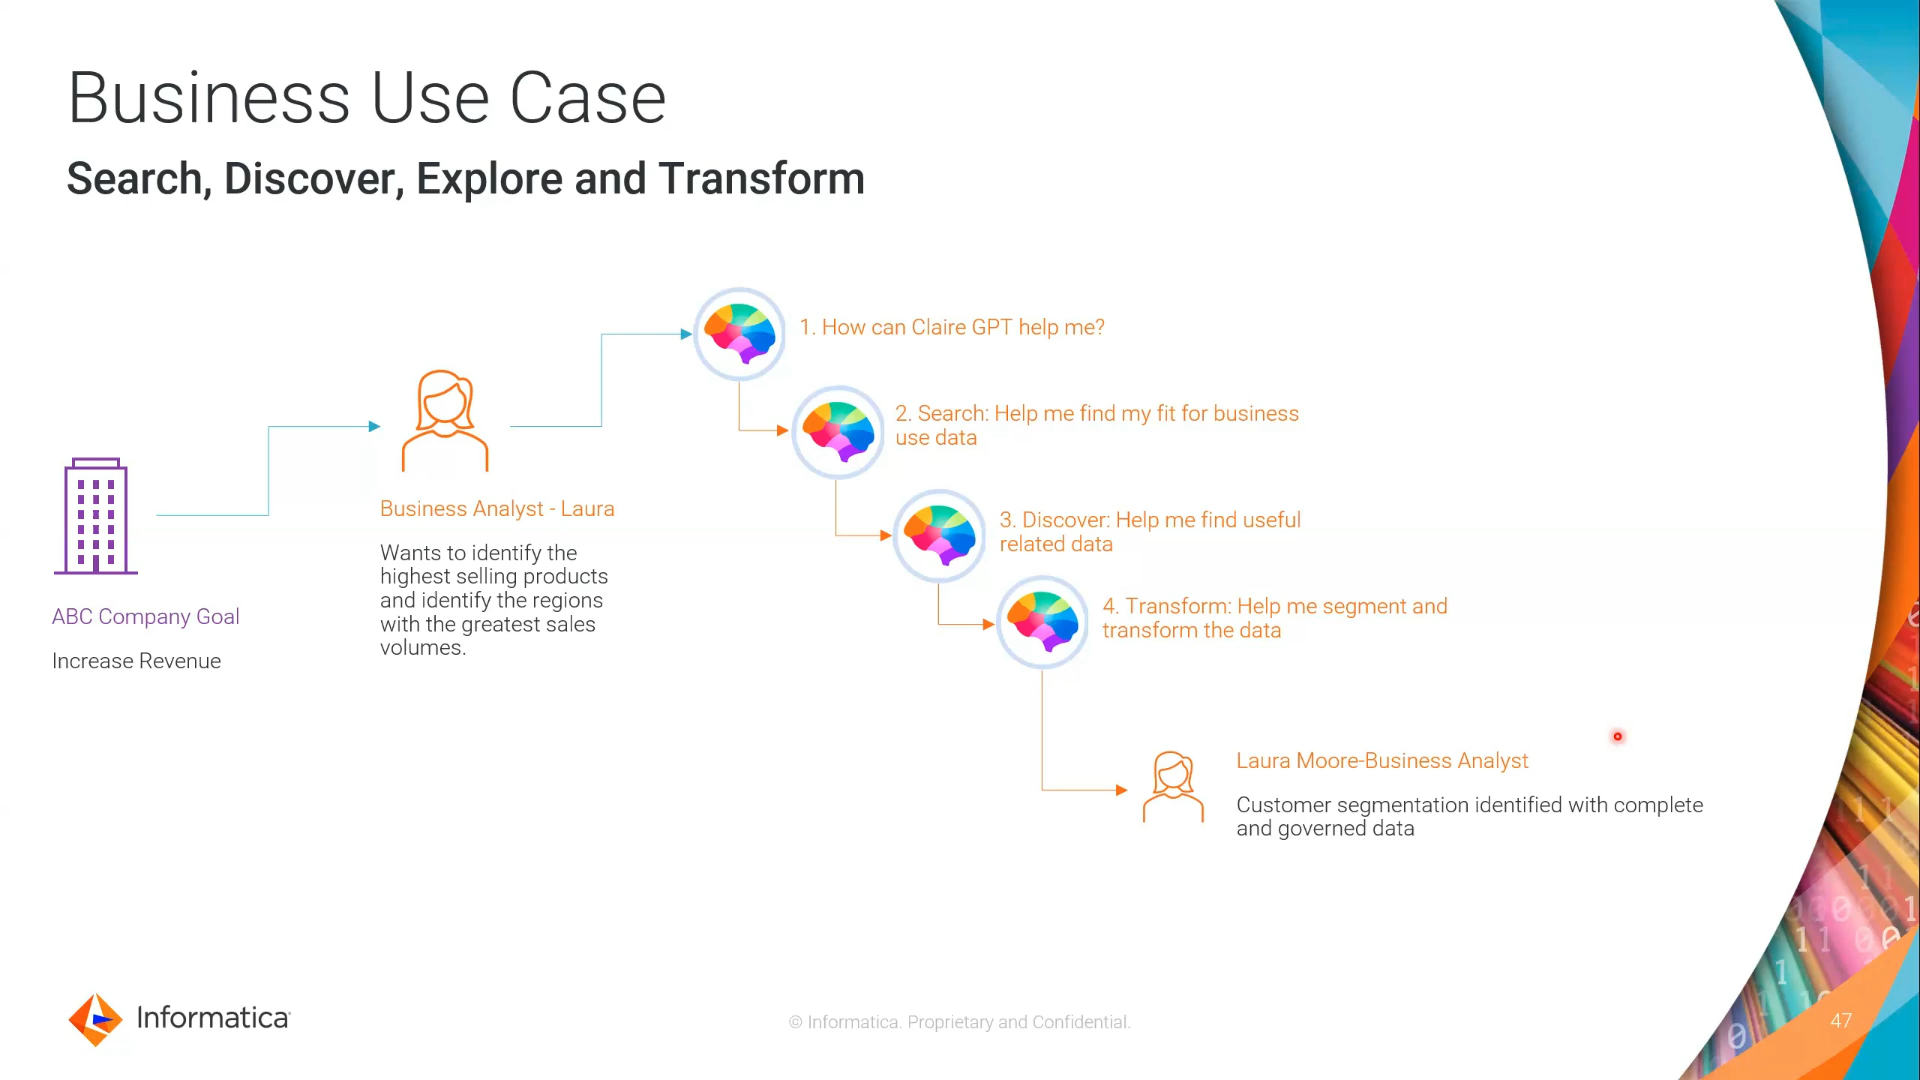 Business Use Case
Search, Discover, Explore and Transform
1. How can Claire GPT help me?
2. Search: Help me find my fit for business
use data
3. Discover: Help me find useful
related data
4. Transform: Help me segment and
transform the data
Business Analyst - Laura
Wants to identify the
highest selling products
and identify the regions
with the greatest sales
volumes.
ABC Company Goal
Increase Revenue
Laura Moore-Business Analyst
Customer segmentation identified with complete
and governed data
Informatica
© Informatica. Proprietary and Confidential.
47